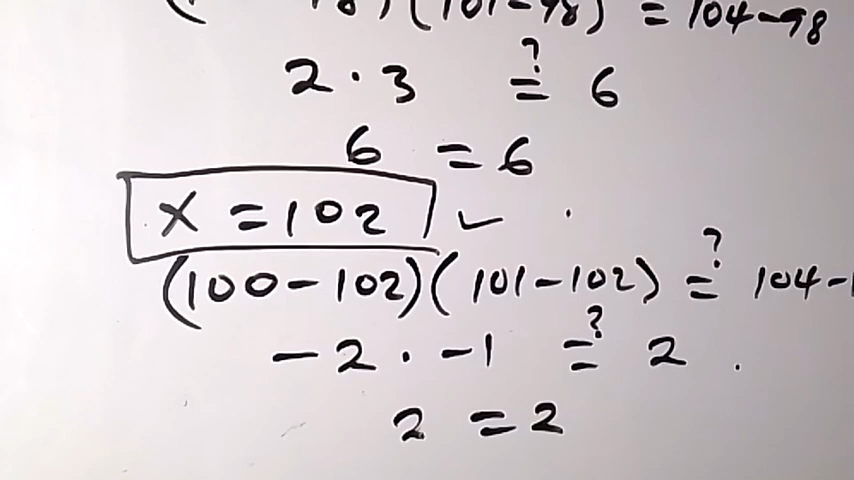 98) (101-98) = 104-98
2 · 3 ≟ 6
6 = 6
x = 102 ✓ .
(100-102)(101-102) ≟ 104-
-2 · -1 ≟ 2 .
2 = 2